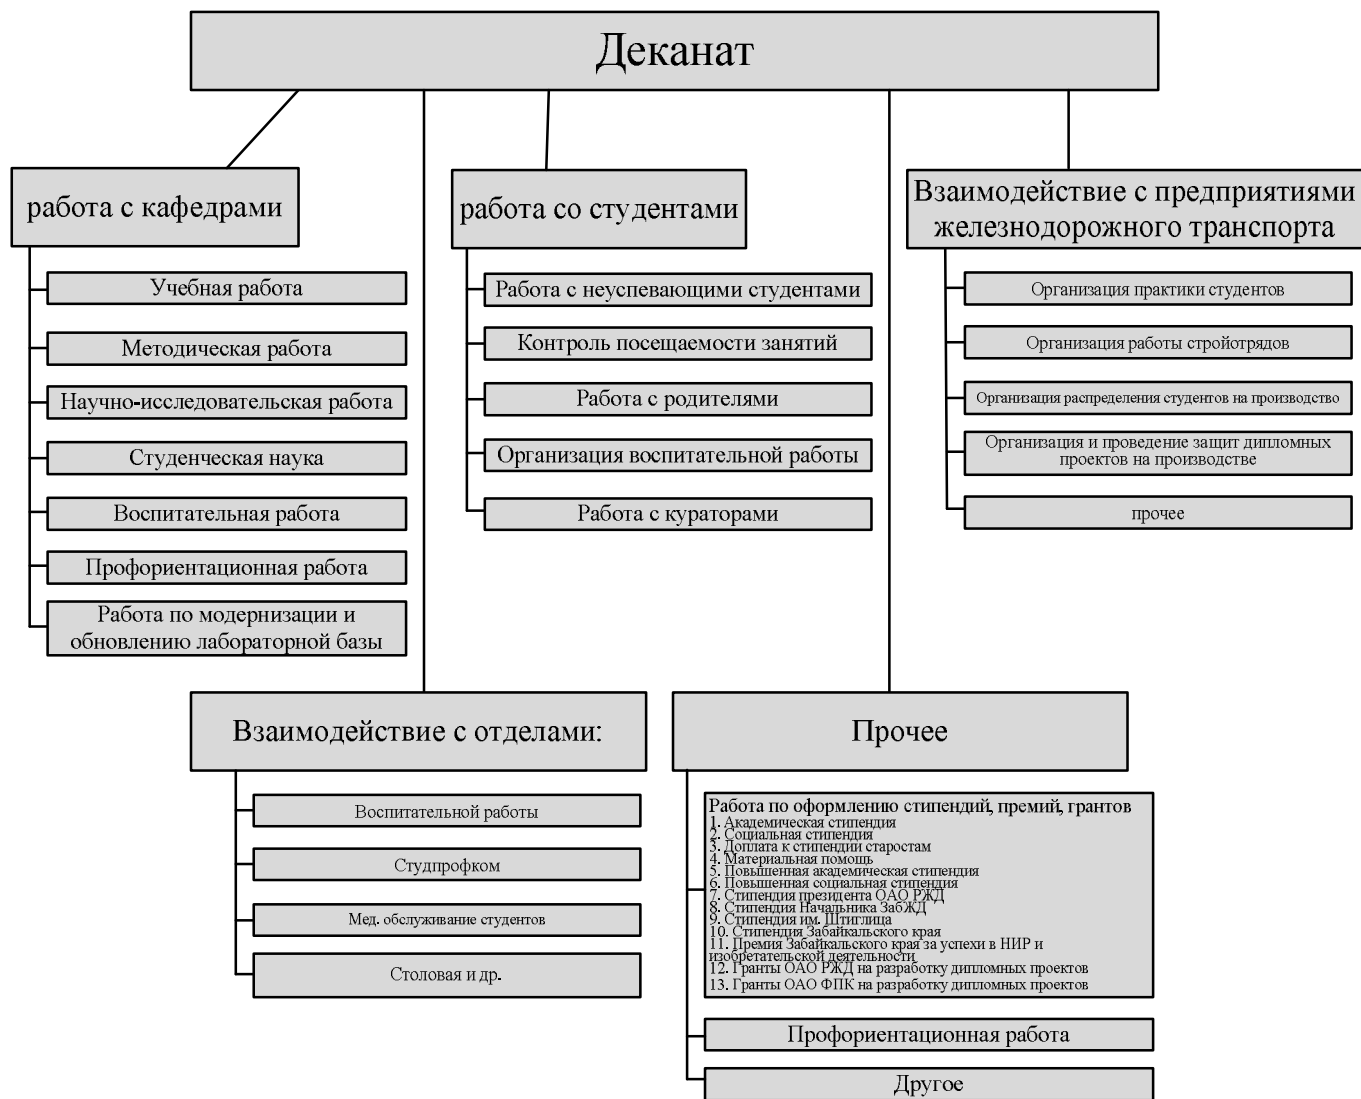 Деканат
работа с кафедрами
Учебная работа
Методическая работа
Научно-исследовательская работа
Студенческая наука
Воспитательная работа
Профориентационная работа
Работа по модернизации и
обновлению лабораторной базы
работа со студентами
Работа с неуспевающими студентами
Контроль посещаемости занятий
Работа с родителями
Организация воспитательной работы
Работа с кураторами
Взаимодействие с предприятиями
железнодорожного транспорта
Организация практики студентов
Организация работы стройотрядов
Организация распределения студентов на производство
Организация и проведение защит дипломных
проектов на производстве
прочее
Взаимодействие с отделами:
Воспитательной работы
Студпрофком
Мед. обслуживание студентов
Столовая и др.
Прочее
Работа по оформлению стипендий, премий, грантов
1. Академическая стипендия
2. Социальная стипендия
3. Доплата к стипендии старостам
4. Материальная помощь
5. Повышенная академическая стипендия
6. Повышенная социальная стипендия
7. Стипендия президента ОАО РЖД
8. Стипендия Начальника ЗабЖД
9. Стипендия им. Штиглица
10. Стипендия Забайкальского края
11. Премия Забайкальского края за успехи в НИР и
изобретательской деятельности
12. Гранты ОАО РЖД на разработку дипломных проектов
13. Гранты ОАО ФПК на разработку дипломных проектов
Профориентационная работа
Другое